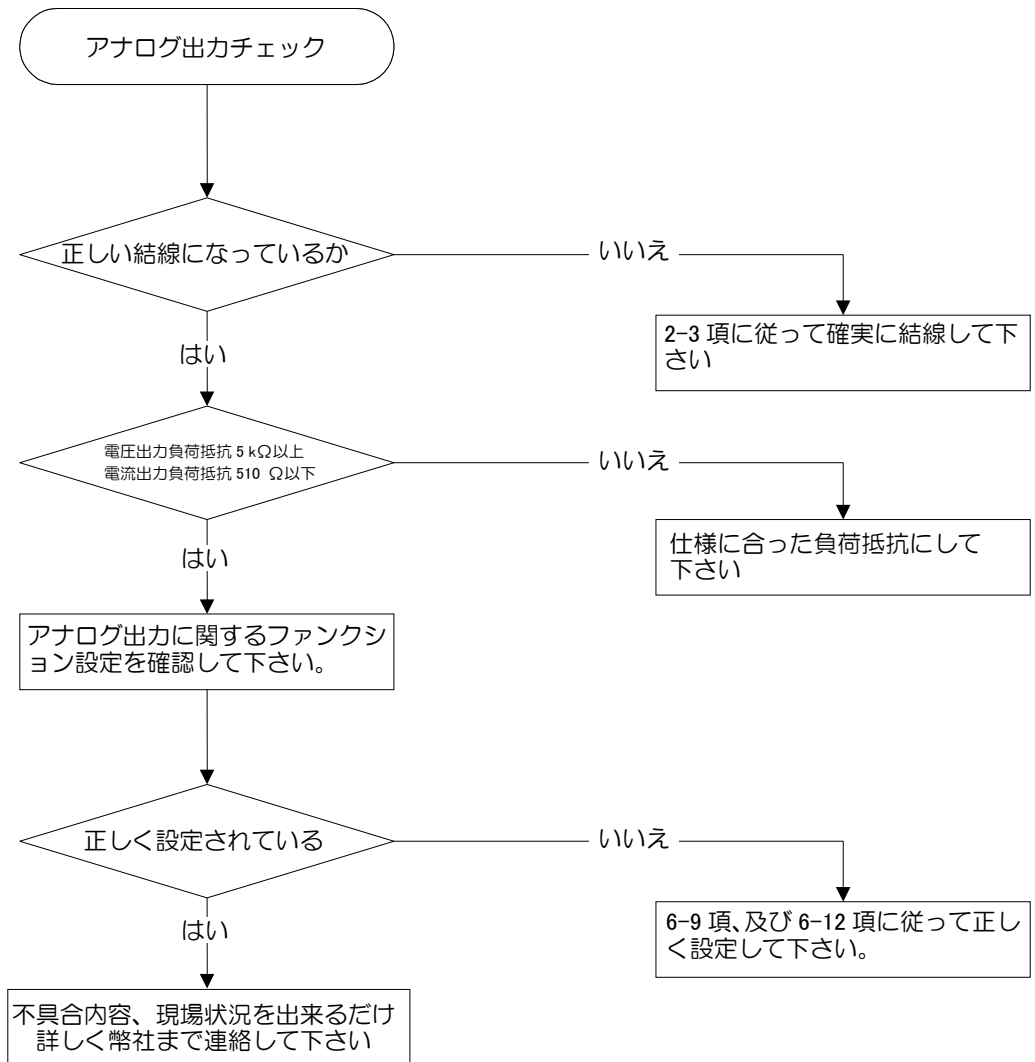 アナログ出力チェック
正しい結線になっているか
いいえ
2-3 項に従って確実に結線して下
さい
はい
電圧出力負荷抵抗 5 kΩ以上
電流出力負荷抵抗 510 Ω以下
いいえ
仕様に合った負荷抵抗にして
下さい
はい
アナログ出力に関するファンクシ
ョン設定を確認して下さい。
正しく設定されている
いいえ
6-9 項、及び 6-12 項に従って正し
く設定して下さい。
はい
不具合内容、現場状況を出来るだけ
詳しく幣社まで連絡して下さい